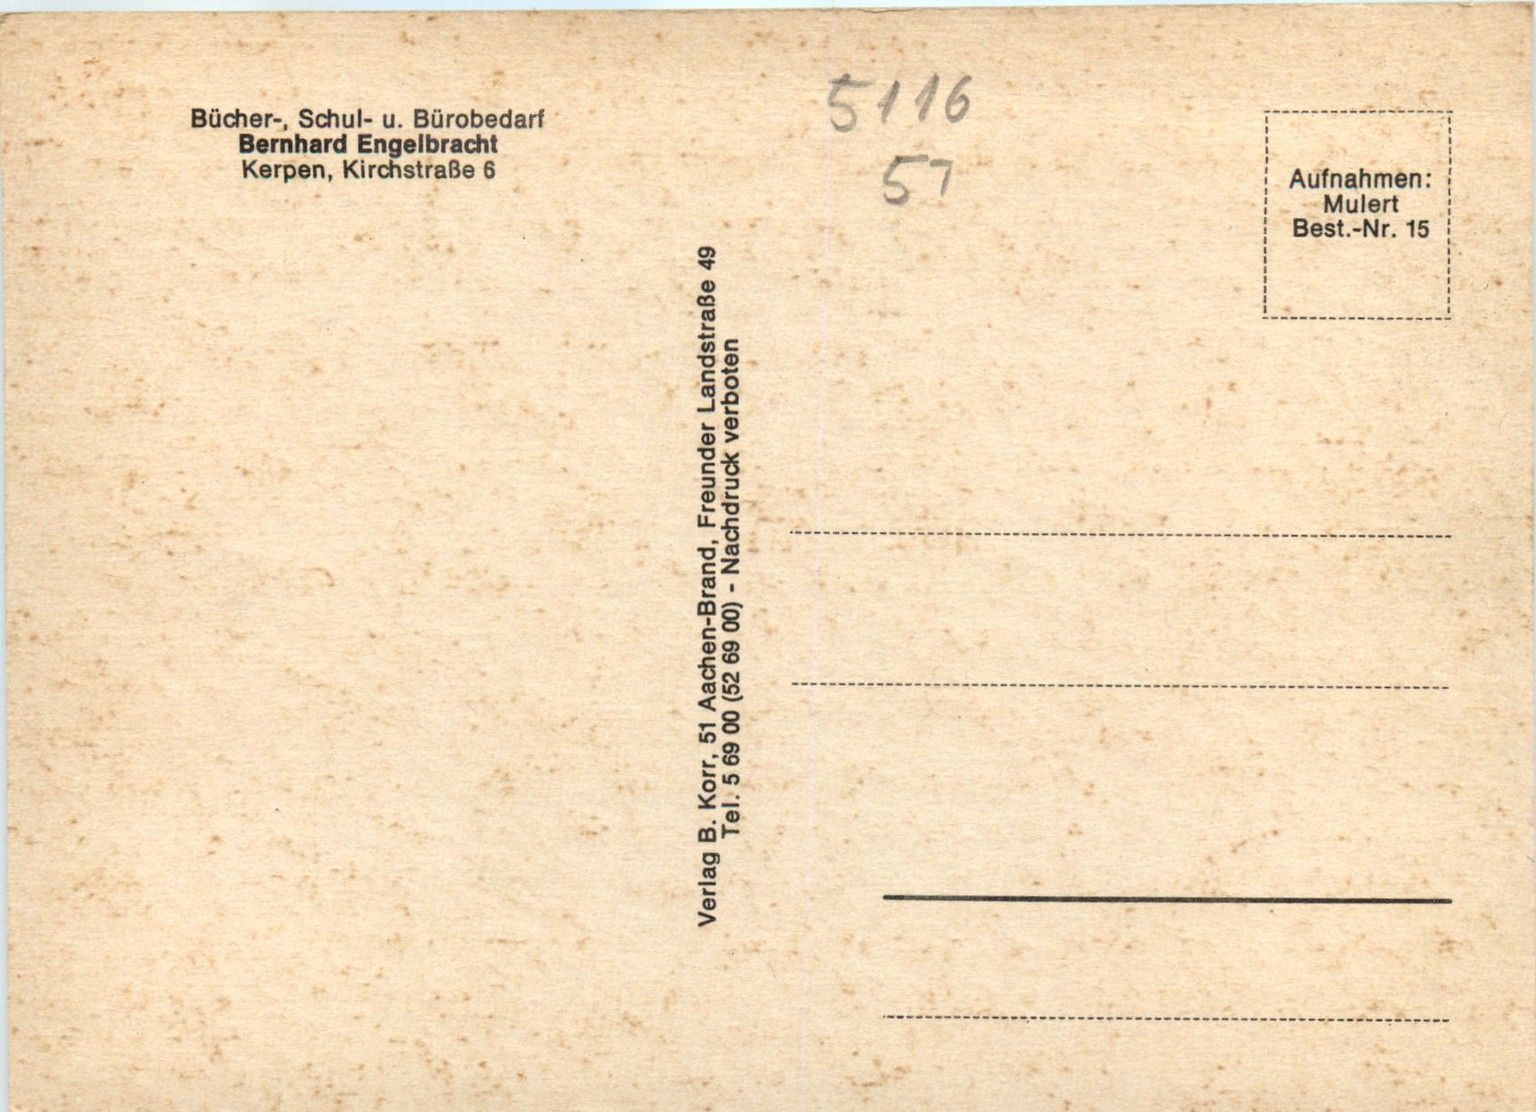 Bücher-, Schul- u. Bürobedarf
Bernhard Engelbracht
Kerpen, Kirchstraße 6
5116
57
Aufnahmen:
Mulert
Best.-Nr. 15
Verlag B. Korr, 51 Aachen-Brand, Freunder Landstraße 49
Tel. 5 69 00 (52 69 00) - Nachdruck verboten